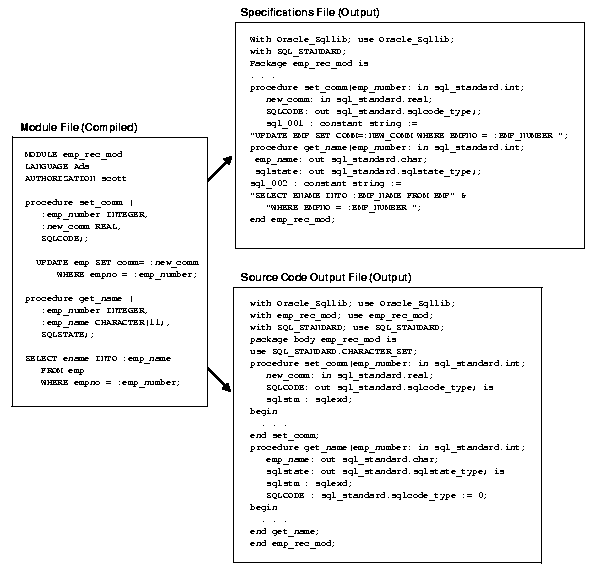 Specifications File (Output)
With Oracle_Sqllib; use Oracle_Sqllib;
with SQL_STANDARD;
Package emp_rec_mod is
. . .
procedure set_comm(emp_number: in sql_standard.int;
new_comm: in sql_standard.real;
SQLCODE: out sql_standard.sqlcode_type);
sql_001 : constant string :=
"UPDATE EMP SET COMM=:NEW_COMM WHERE EMPNO = :EMP_NUMBER ";
procedure get_name(emp_number: in sql_standard.int;
emp_name: out sql_standard.char;
sqlstate: out sql_standard.sqlstate_type);
sql_002 : constant string :=
"SELECT ENAME INTO :EMP_NAME FROM EMP" &
"WHERE EMPNO = :EMP_NUMBER ";
end emp_rec_mod;
Module File (Compiled)
MODULE emp_rec_mod
LANGUAGE Ada
AUTHORISATION scott
procedure set_comm (
:emp_number INTEGER,
:new_comm REAL,
SQLCODE);
UPDATE emp SET comm= :new_comm
WHERE empno = :emp_number;
procedure get_name (
:emp_number INTEGER,
:emp_name CHARACTER(11),
SQLSTATE);
SELECT ename INTO :emp_name
FROM emp
WHERE empno = :emp_number;
Source Code Output File (Output)
with Oracle_Sqllib; use Oracle_Sqllib;
with emp_rec_mod; use emp_rec_mod;
with SQL_STANDARD; use SQL_STANDARD;
package body emp_rec_mod is
use SQL_STANDARD.CHARACTER_SET;
procedure set_comm(emp_number: in sql_standard.int;
new_comm: in sql_standard.real;
SQLCODE: out sql_standard.sqlcode_type; is
sqlstm : sqlexd;
begin
. . .
end set_comm;
procedure get_name(emp_number: in sql_standard.int;
emp_name: out sql_standard.char;
sqlstate: out sql_standard.sqlstate_type; is
sqlstm : sqlexd;
SQLCODE : sql_standard.sqlcode_type := 0;
begin
. . .
end get_name;
end emp_rec_mod;